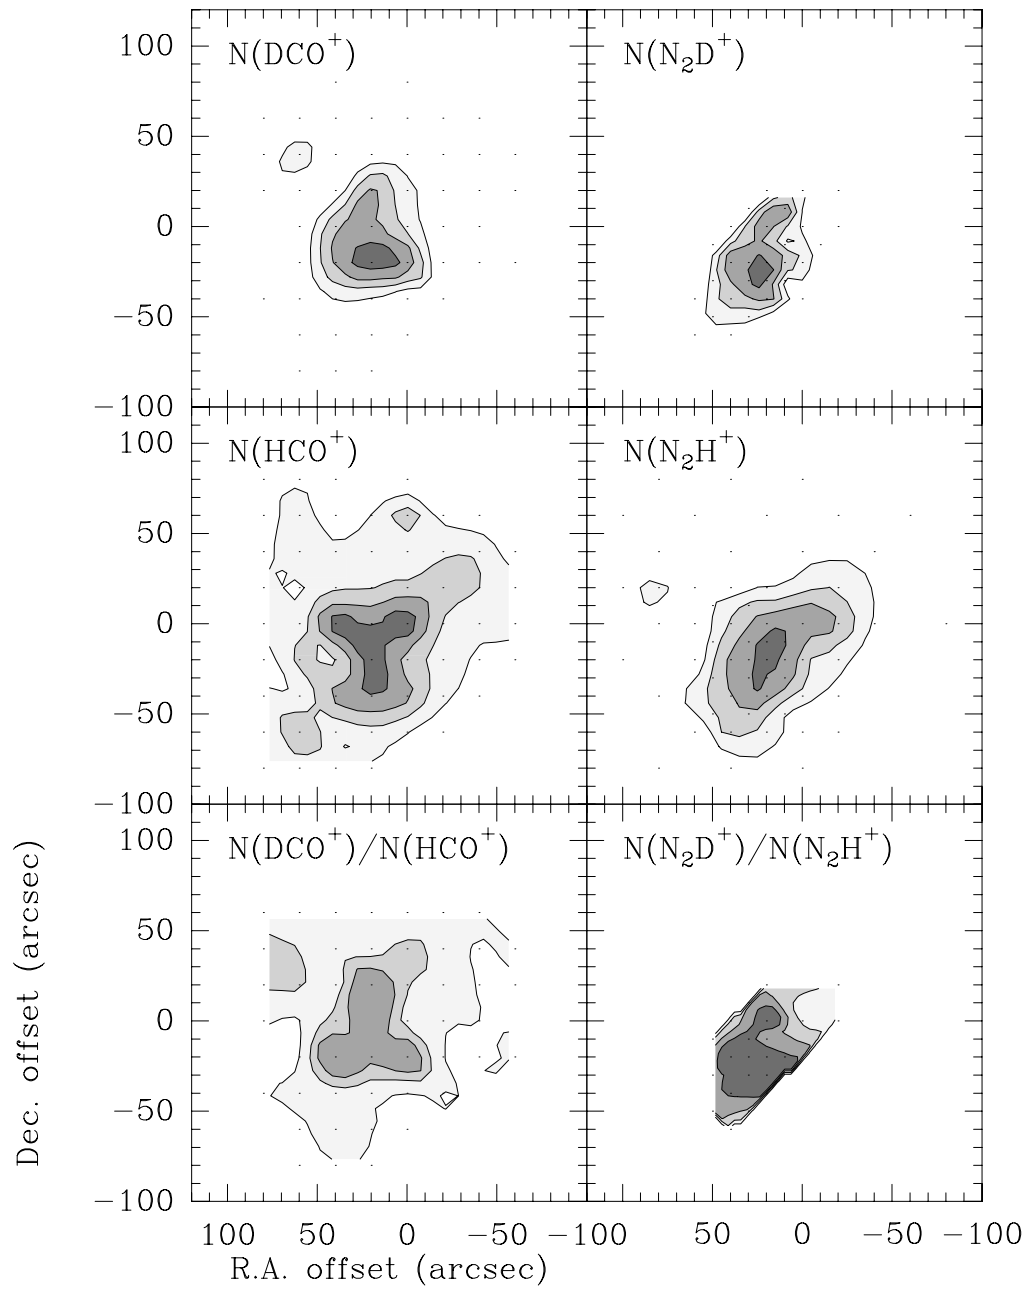 N(DCO⁺) N(N₂D⁺)
100
50
0
−50
−100
N(HCO⁺) N(N₂H⁺)
100
50
0
−50
−100
N(DCO⁺)/N(HCO⁺) N(N₂D⁺)/N(N₂H⁺)
100
50
0
−50
−100
Dec. offset (arcsec)
100 50 0 −50 −100 50 0 −50 −100
R.A. offset (arcsec)